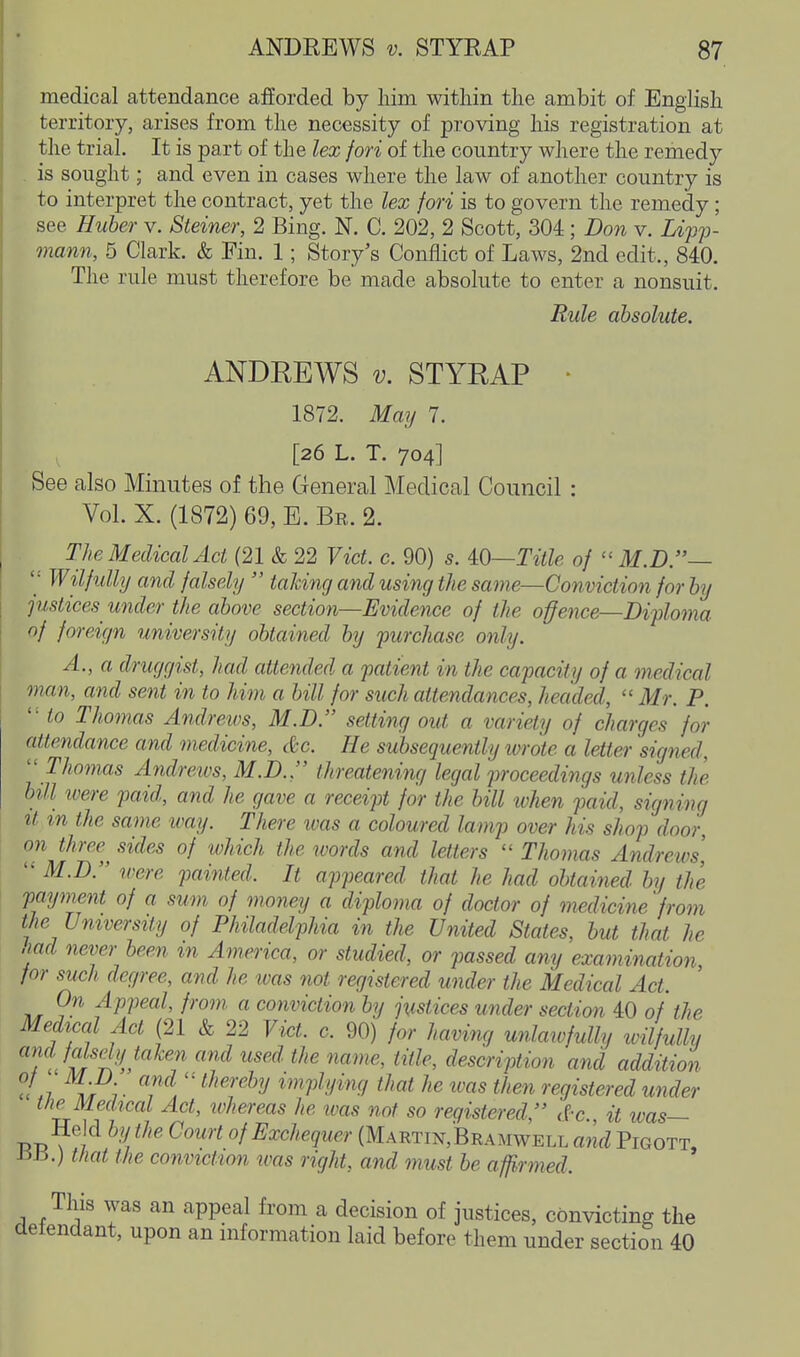 ANDREWS v. STYRAP 87
medical attendance afforded by him within the ambit of English
territory, arises from the necessity of proving his registration at
the trial. It is part of the lex fori of the country where the remedy
is sought; and even in cases where the law of another country is
to interpret the contract, yet the lex fori is to govern the remedy;
see Huber v. Steiner, 2 Bing. N. C. 202, 2 Scott, 304; Don v. Lipp-
mann, 5 Clark. & Fin. 1; Story's Conflict of Laws, 2nd edit., 840.
The rule must therefore be made absolute to enter a nonsuit.
Rule absolute.
ANDREWS v. STYRAP
1872. May 7.
[26 L. T. 704]
See also Minutes of the General Medical Council:
Vol. X. (1872) 69, E. Br. 2.
The Medical Act (21 & 22 Vict. c. 90) s. 40—Title of "M.D."—
"Wilfully and falsely" taking and using the same—Conviction for by
justices under the above section—Evidence of the offence—Diploma
of foreign university obtained by purchase only.
A., a druggist, had attended a patient in the capacity of a medical
man, and sent in to him a bill for such attendances, headed, "Mr. P.
"to Thomas Andrews, M.D." setting out a variety of charges for
attendance and medicine, &c. He subsequently wrote a letter signed,
"Thomas Andrews, M.D.," threatening legal proceedings unless the
bill were paid, and he gave a receipt for the bill when paid, signing
it in the same way. There was a coloured lamp over his shop door,
on three sides of which the words and letters "Thomas Andrews,
"M.D." were painted. It appeared that he had obtained by the
payment of a sum of money a diploma of doctor of medicine from
the University of Philadelphia in the United States, but that he
had never been in America, or studied, or passed any examination,
for such degree, and he was not registered under the Medical Act.
On Appeal, from a conviction by justices under section 40 of the
Medical Act (21 & 22 Vict. c. 90) for having unlawfully wilfully
and falsely taken and used the name, title, description and addition
of "M.D." and "thereby implying that he was then registered under
"the Medical Act, whereas he was not so registered," &c., it was—
Held by the Court of Exchequer (MARTIN, BRAMWELL and PIGOTT,
BB.) that the conviction was right, and must be affirmed.
This was an appeal from a decision of justices, convicting the
defendant, upon an information laid before them under section 40